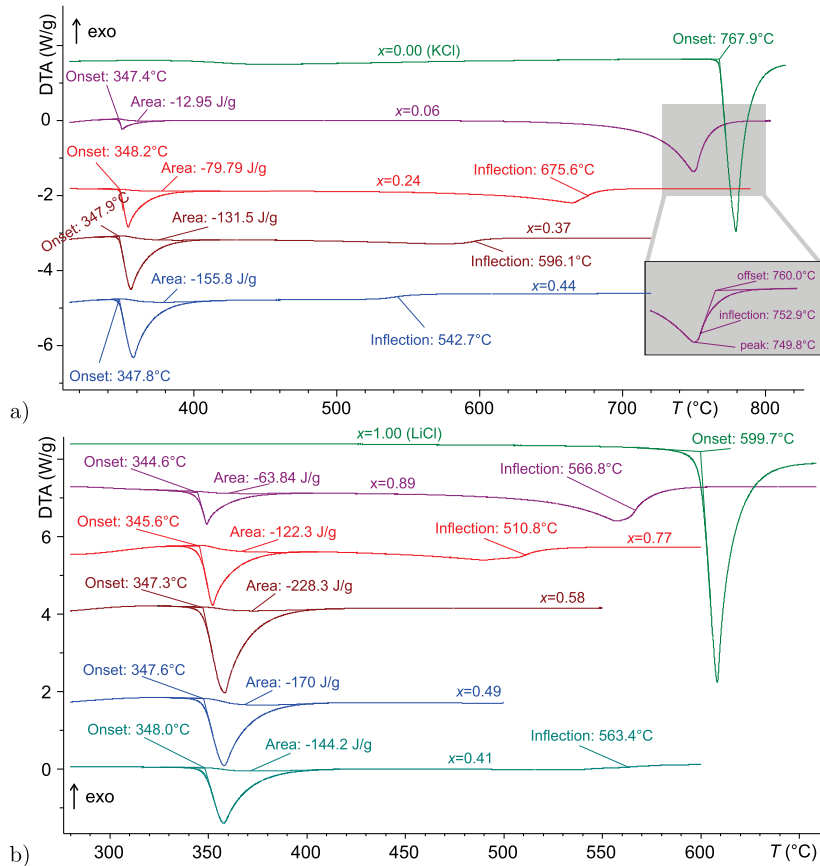 ↑ exo
DTA (W/g)
x=0.00 (KCl)
Onset: 767.9°C
Onset: 347.4°C
Area: -12.95 J/g
0
x=0.06
Onset: 348.2°C
Area: -79.79 J/g
Inflection: 675.6°C
-2
x=0.24
Onset: 347.9°C
Area: -131.5 J/g
x=0.37
Inflection: 596.1°C
-4
Area: -155.8 J/g
x=0.44
offset: 760.0°C
inflection: 752.9°C
peak: 749.8°C
Inflection: 542.7°C
-6
Onset: 347.8°C
400 500 600 700 T (°C) 800
a)
x=1.00 (LiCl)
Onset: 599.7°C
8
DTA (W/g)
Onset: 344.6°C
Area: -63.84 J/g
x=0.89
Inflection: 566.8°C
Onset: 345.6°C
Area: -122.3 J/g
Inflection: 510.8°C
6
x=0.77
Onset: 347.3°C
Area: -228.3 J/g
x=0.58
4
Onset: 347.6°C
Area: -170 J/g
x=0.49
2
Onset: 348.0°C
Area: -144.2 J/g
x=0.41
Inflection: 563.4°C
0
↑ exo
300 350 400 450 500 550 600 T (°C)
b)